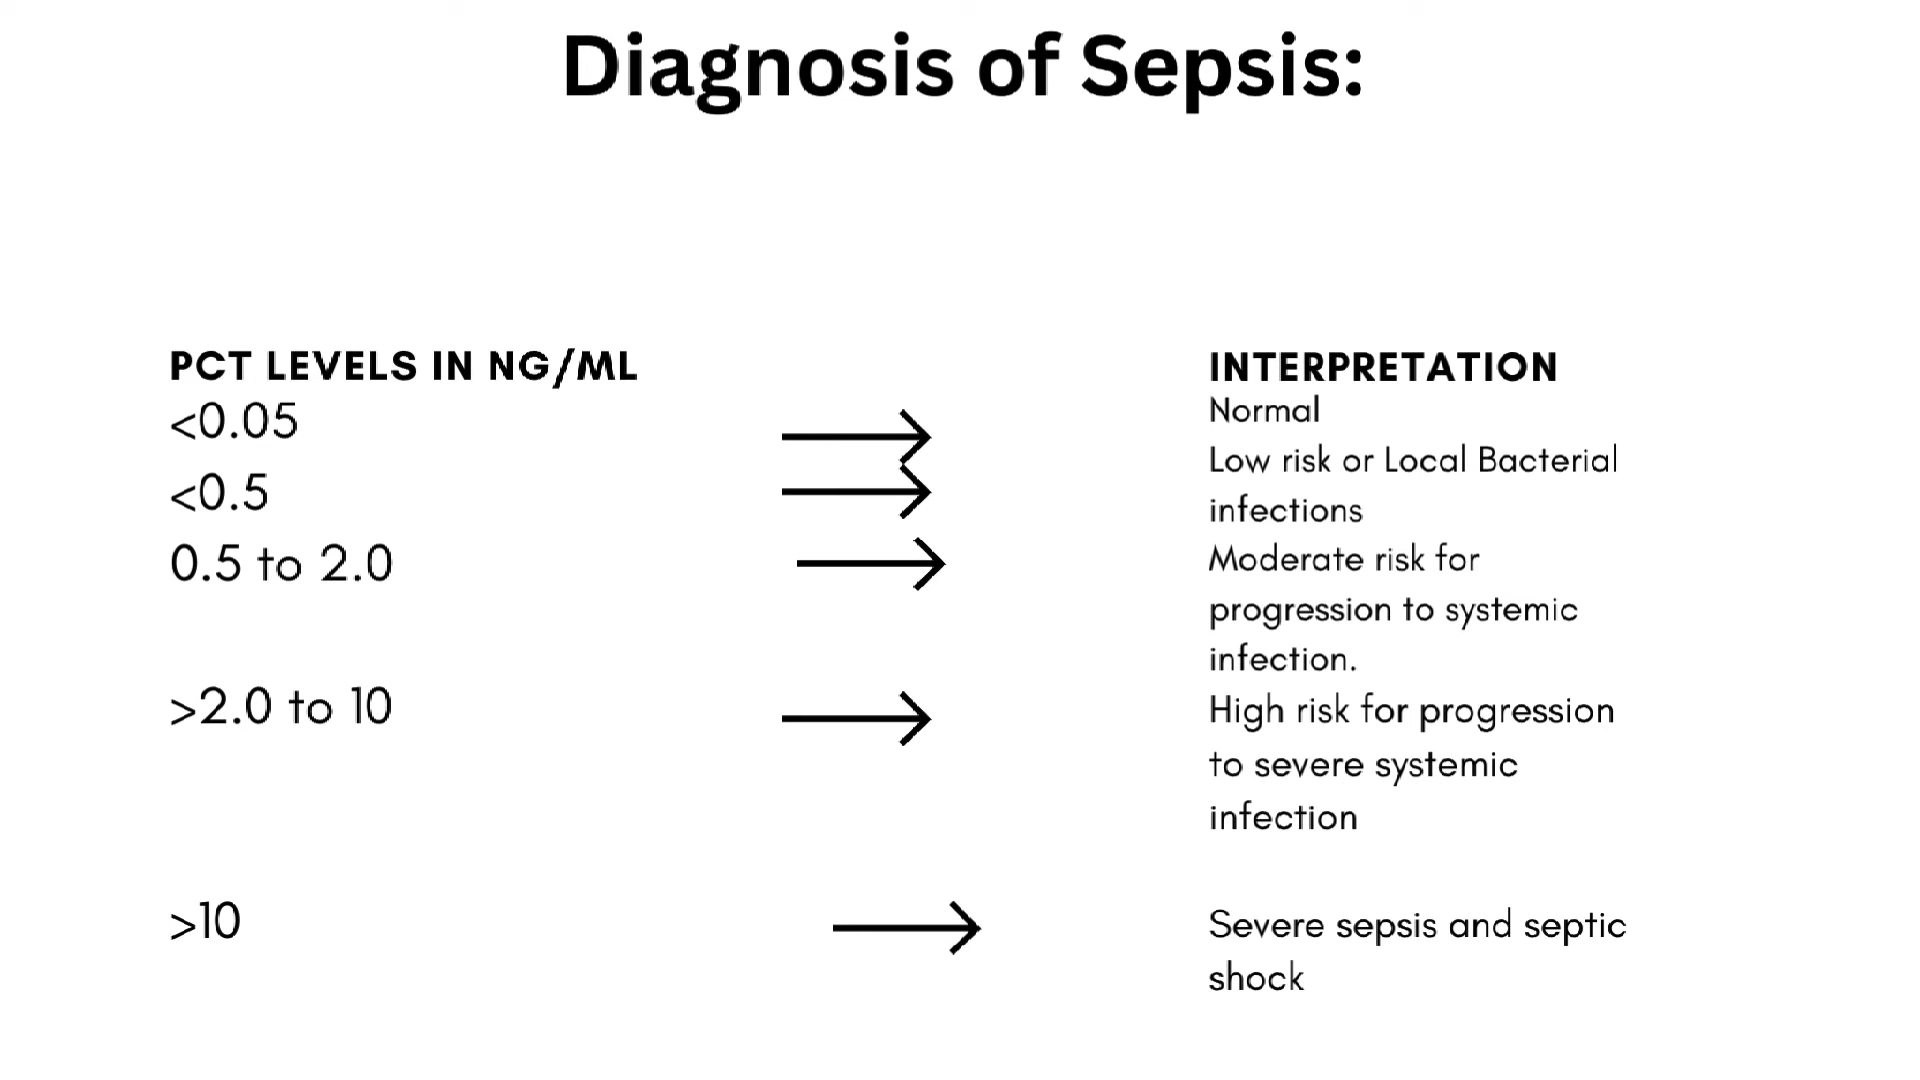 Diagnosis of Sepsis:
PCT LEVELS IN NG/ML
<0.05
<0.5
0.5 to 2.0
>2.0 to 10
>10
INTERPRETATION
Normal
Low risk or Local Bacterial
infections
Moderate risk for
progression to systemic
infection.
High risk for progression
to severe systemic
infection
Severe sepsis and septic
shock